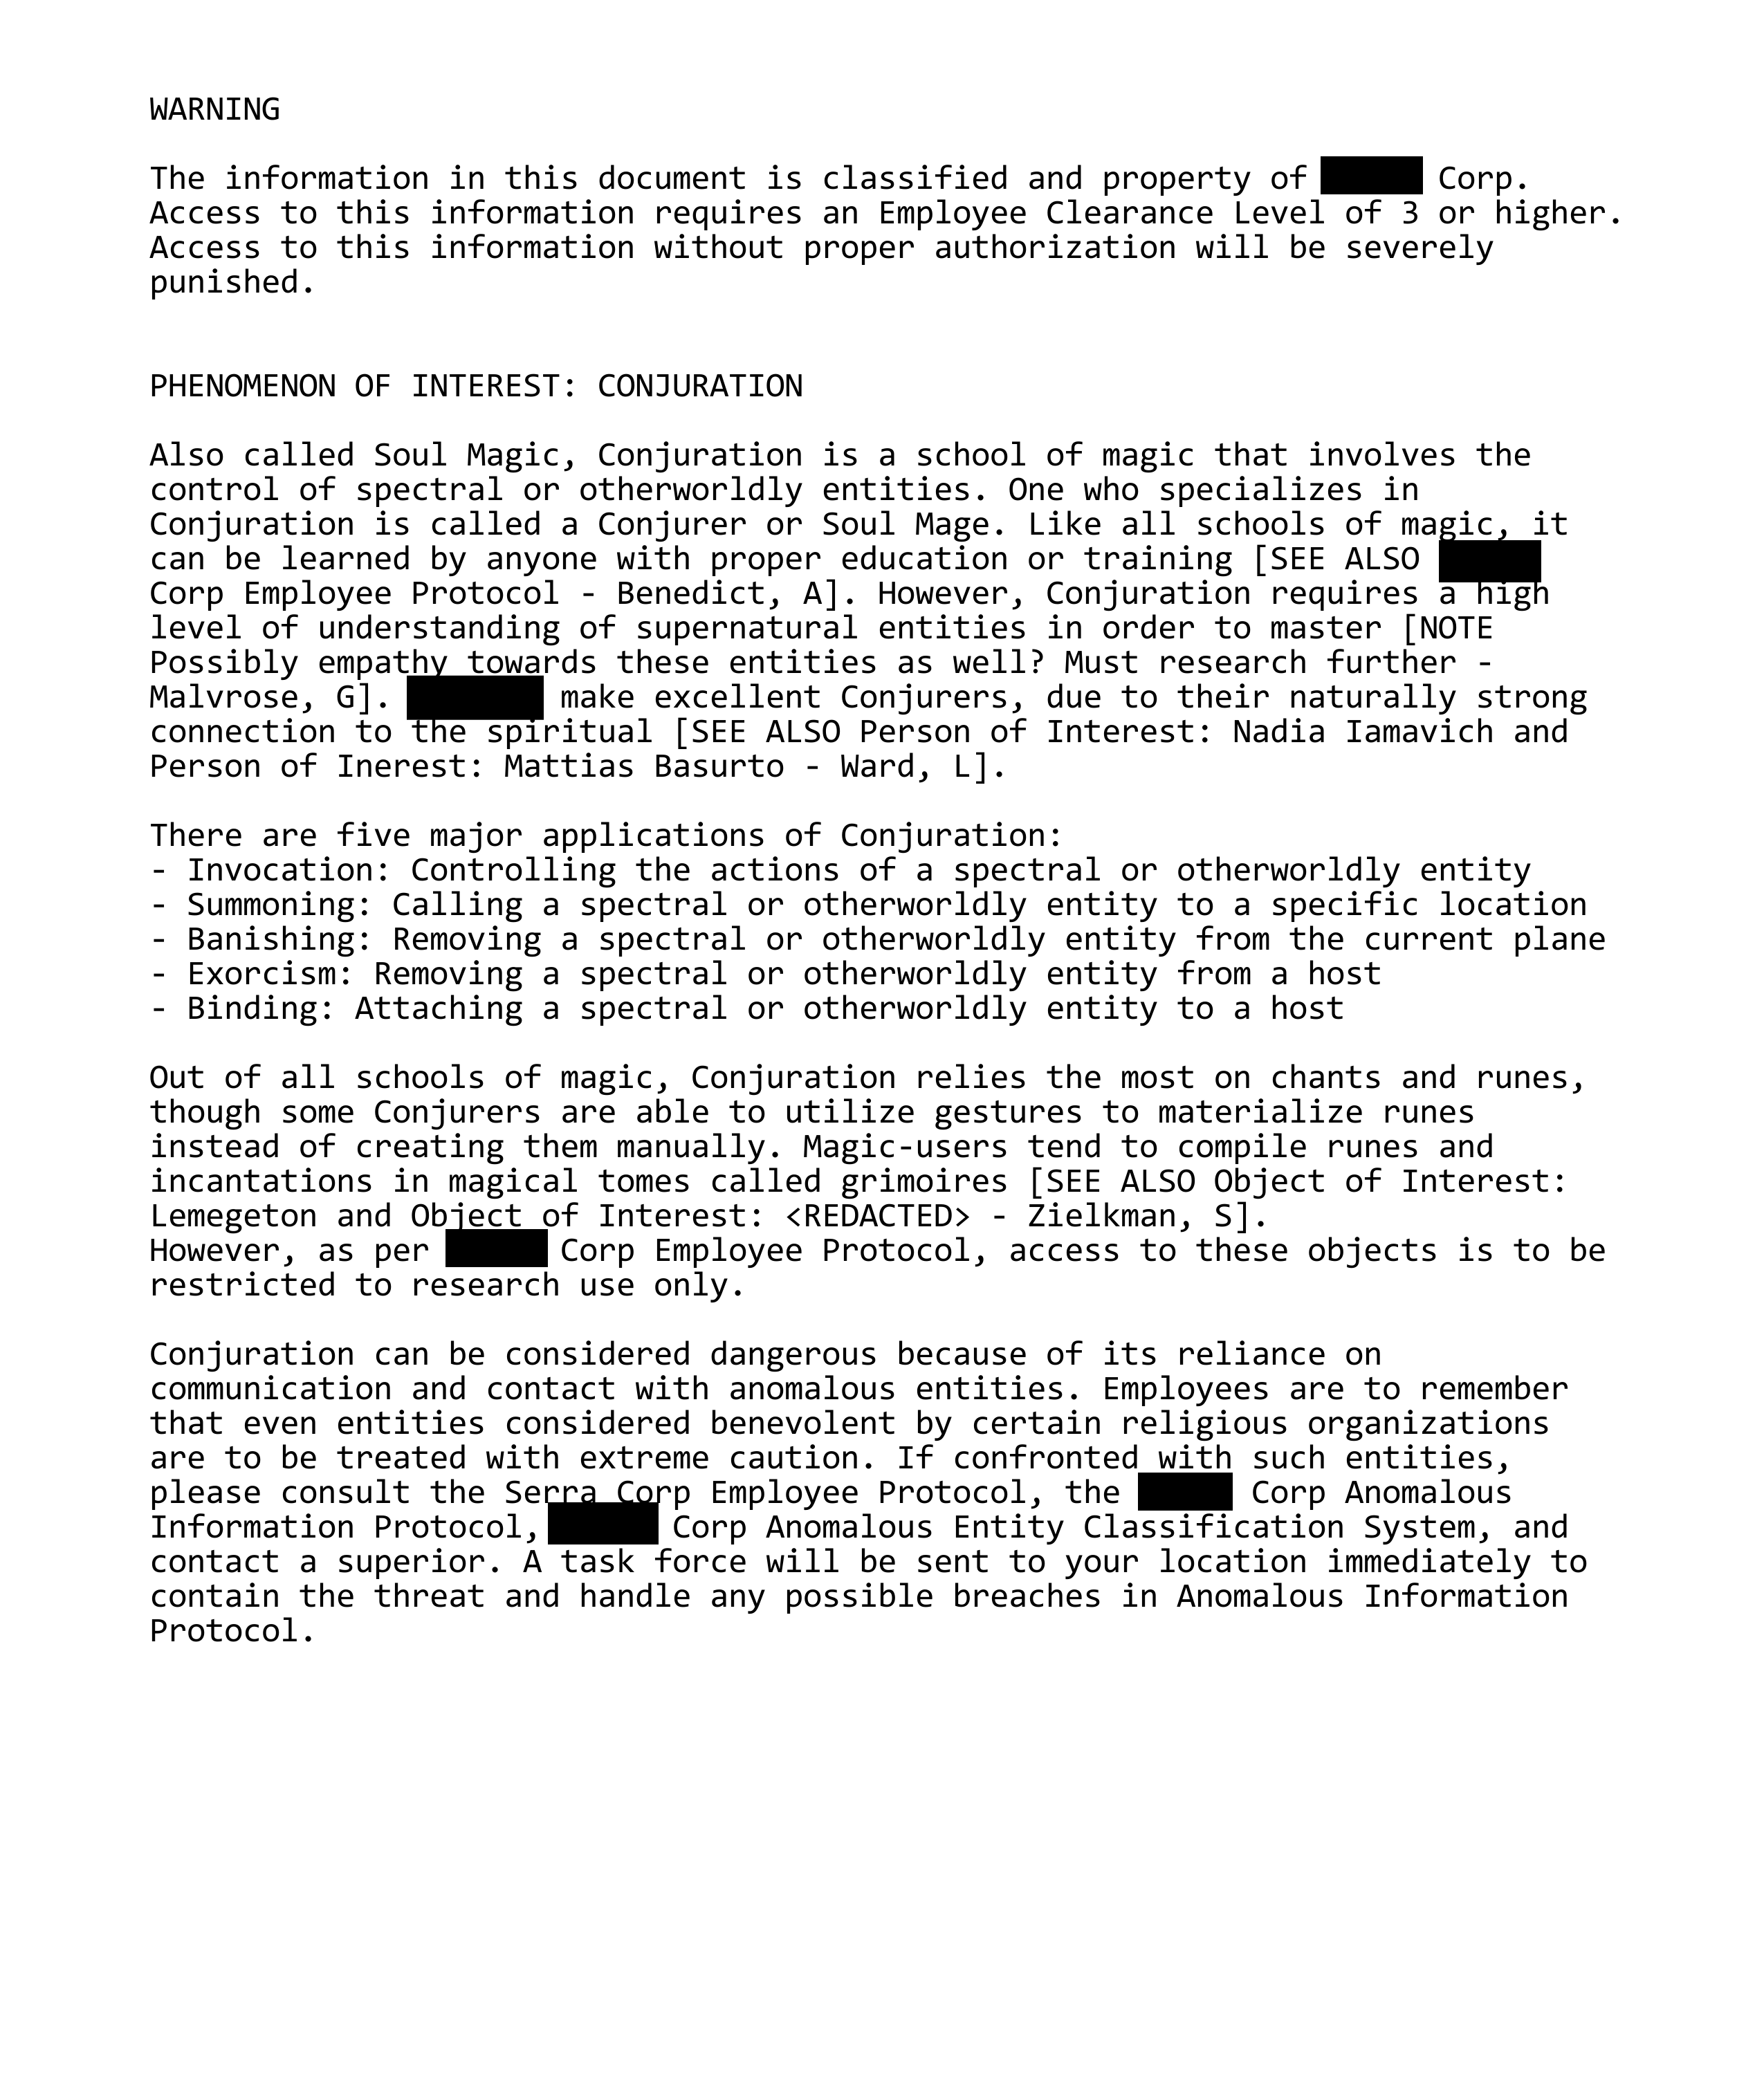 WARNING
The information in this document is classified and property of Corp.
Access to this information requires an Employee Clearance Level of 3 or higher.
Access to this information without proper authorization will be severely
punished.
PHENOMENON OF INTEREST: CONJURATION
Also called Soul Magic, Conjuration is a school of magic that involves the
control of spectral or otherworldly entities. One who specializes in
Conjuration is called a Conjurer or Soul Mage. Like all schools of magic, it
can be learned by anyone with proper education or training [SEE ALSO
Corp Employee Protocol - Benedict, A]. However, Conjuration requires a high
level of understanding of supernatural entities in order to master [NOTE
Possibly empathy towards these entities as well? Must research further -
Malvrose, G]. make excellent Conjurers, due to their naturally strong
connection to the spiritual [SEE ALSO Person of Interest: Nadia Iamavich and
Person of Inerest: Mattias Basurto - Ward, L].
There are five major applications of Conjuration:
- Invocation: Controlling the actions of a spectral or otherworldly entity
- Summoning: Calling a spectral or otherworldly entity to a specific location
- Banishing: Removing a spectral or otherworldly entity from the current plane
- Exorcism: Removing a spectral or otherworldly entity from a host
- Binding: Attaching a spectral or otherworldly entity to a host
Out of all schools of magic, Conjuration relies the most on chants and runes,
though some Conjurers are able to utilize gestures to materialize runes
instead of creating them manually. Magic-users tend to compile runes and
incantations in magical tomes called grimoires [SEE ALSO Object of Interest:
Lemegeton and Object of Interest: <REDACTED> - Zielkman, S].
However, as per Corp Employee Protocol, access to these objects is to be
restricted to research use only.
Conjuration can be considered dangerous because of its reliance on
communication and contact with anomalous entities. Employees are to remember
that even entities considered benevolent by certain religious organizations
are to be treated with extreme caution. If confronted with such entities,
please consult the Serra Corp Employee Protocol, the Corp Anomalous
Information Protocol, Corp Anomalous Entity Classification System, and
contact a superior. A task force will be sent to your location immediately to
contain the threat and handle any possible breaches in Anomalous Information
Protocol.